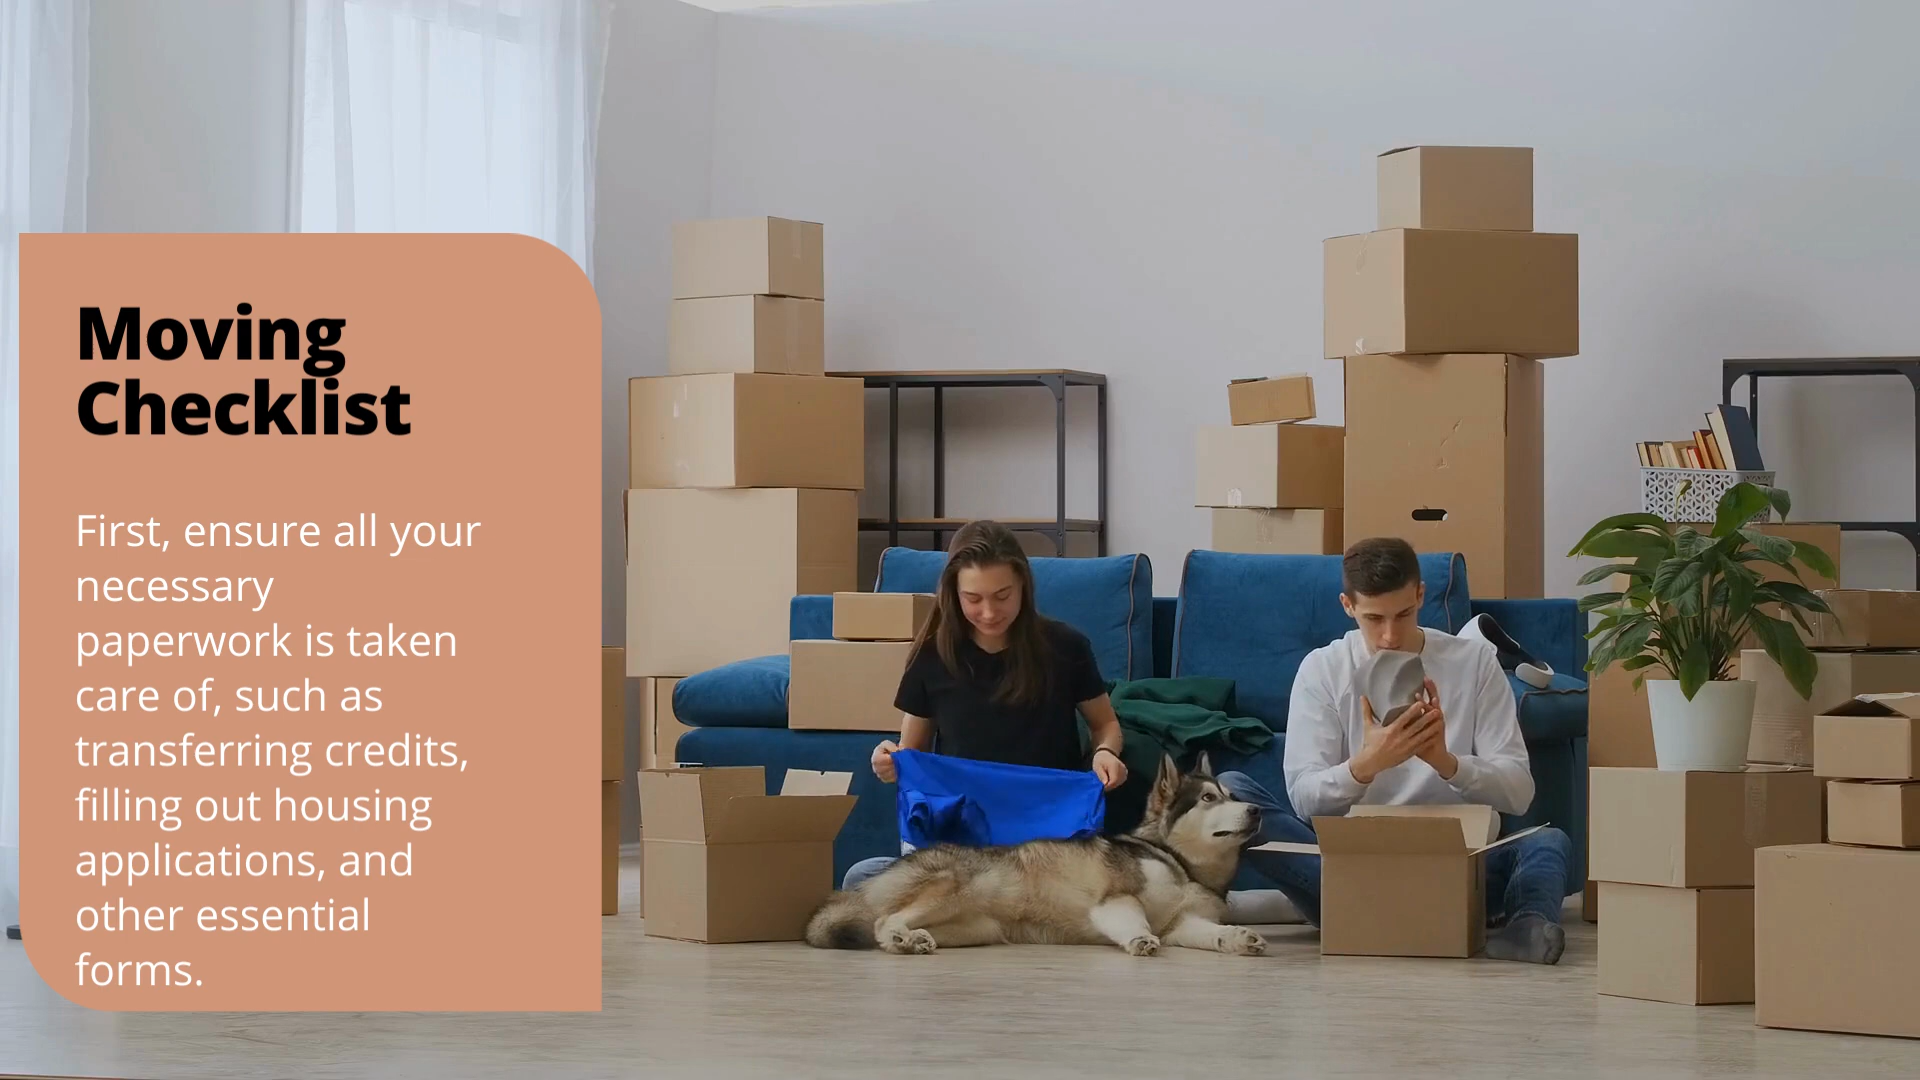 Moving
Checklist
First, ensure all your
necessary
paperwork is taken
care of, such as
transferring credits,
filling out housing
applications, and
other essential
forms.